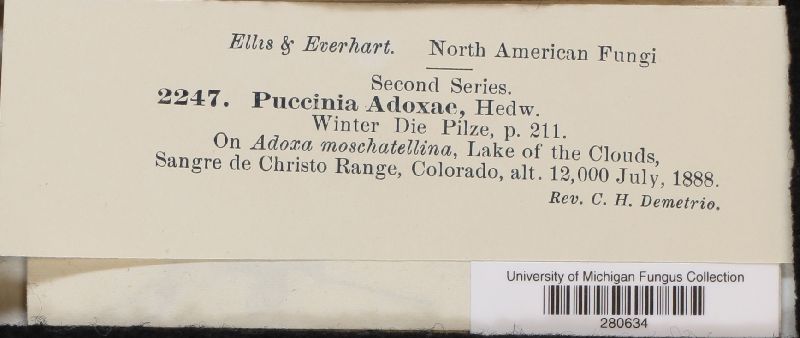 Ellis & Everhart. North American Fungi
Second Series.
2247. Puccinia Adoxae, Hedw.
Winter Die Pilze, p. 211.
On Adoxa moschatellina, Lake of the Clouds,
Sangre de Christo Range, Colorado, alt. 12,000 July, 1888.
Rev. C. H. Demetrio.
University of Michigan Fungus Collection
280634